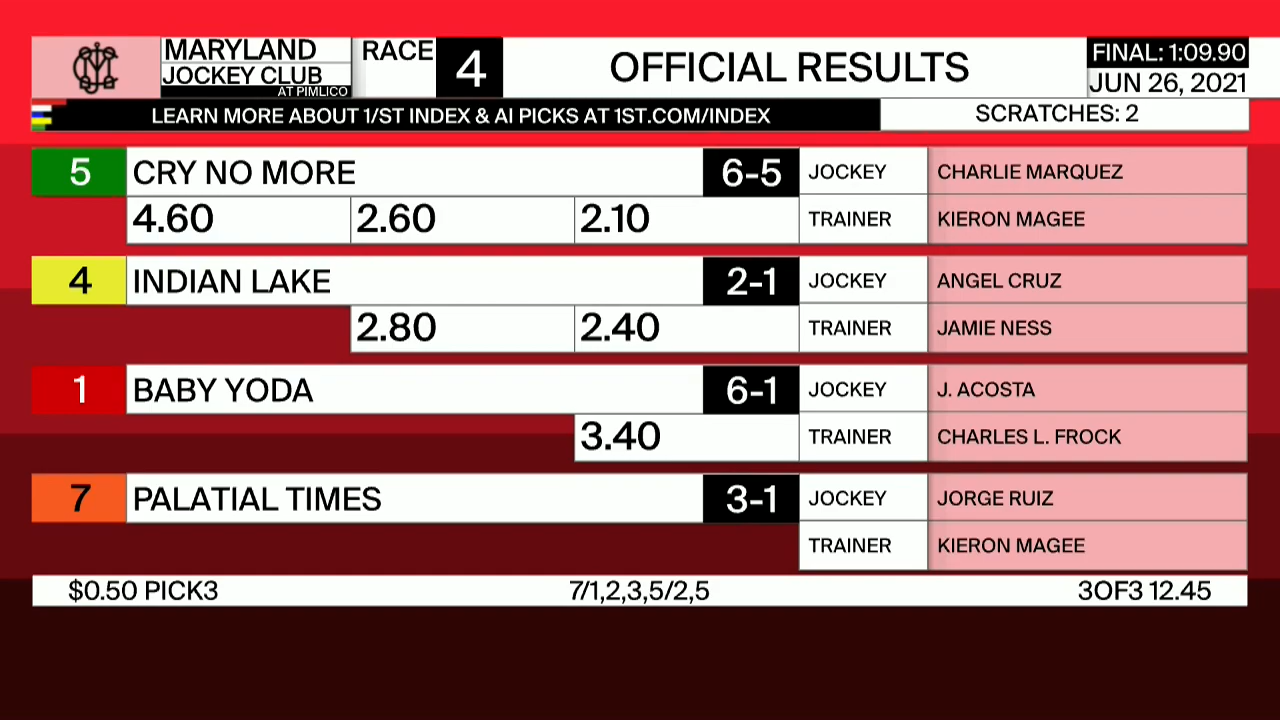 MARYLAND
JOCKEY CLUB
AT PIMLICO
RACE 4
OFFICIAL RESULTS
FINAL: 1:09.90
JUN 26, 2021
LEARN MORE ABOUT 1/ST INDEX & AI PICKS AT 1ST.COM/INDEX
SCRATCHES: 2
5 CRY NO MORE 6-5 JOCKEY CHARLIE MARQUEZ
4.60 2.60 2.10 TRAINER KIERON MAGEE
4 INDIAN LAKE 2-1 JOCKEY ANGEL CRUZ
2.80 2.40 TRAINER JAMIE NESS
1 BABY YODA 6-1 JOCKEY J. ACOSTA
3.40 TRAINER CHARLES L. FROCK
7 PALATIAL TIMES 3-1 JOCKEY JORGE RUIZ
TRAINER KIERON MAGEE
$0.50 PICK3 7/1,2,3,5/2,5 3OF3 12.45